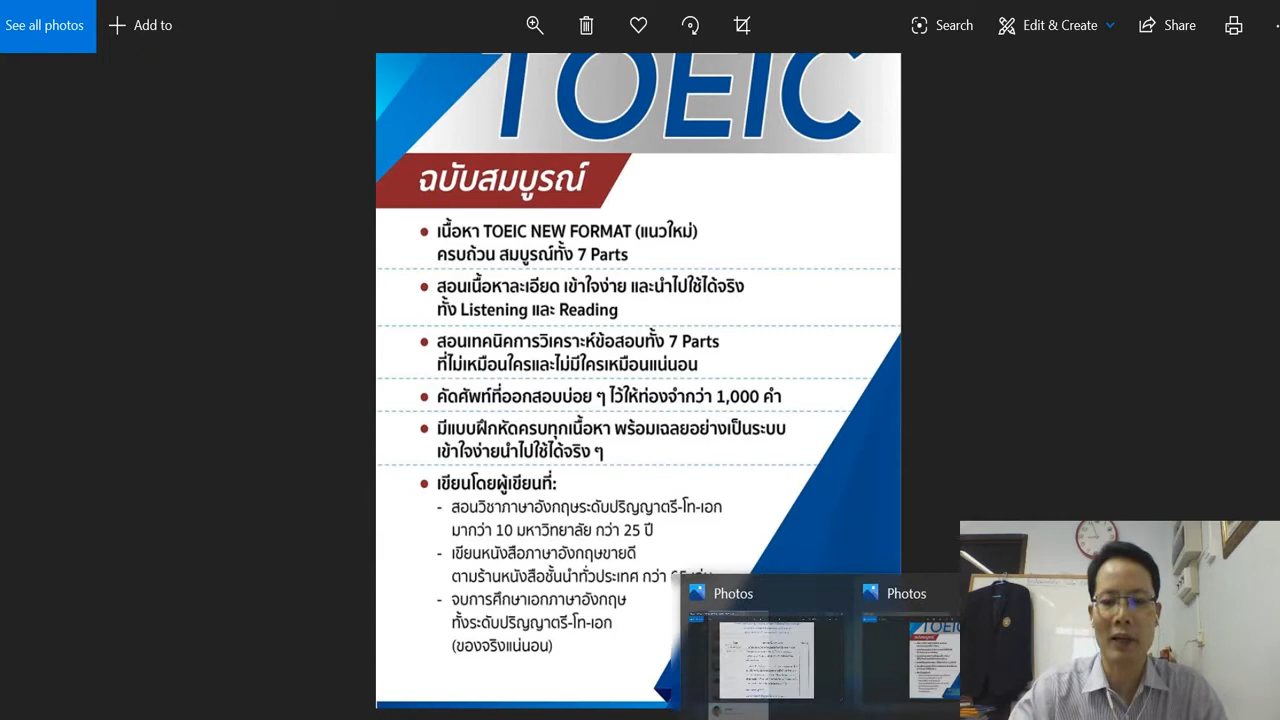 See all photos
Add to
Search
Edit & Create
Share
TOEIC
ฉบับสมบูรณ์
เนื้อหา TOEIC NEW FORMAT (แนวใหม่)
ครบถ้วน สมบูรณ์ทั้ง 7 Parts
สอนเนื้อหาละเอียด เข้าใจง่าย และนำไปใช้ได้จริง
ทั้ง Listening และ Reading
สอนเทคนิคการวิเคราะห์ข้อสอบทั้ง 7 Parts
ที่ไม่เหมือนใครและไม่มีใครเหมือนแน่นอน
คัดศัพท์ที่ออกสอบบ่อย ๆ ไว้ให้ท่องจำกว่า 1,000 คำ
มีแบบฝึกหัดครบทุกเนื้อหา พร้อมเฉลยอย่างเป็นระบบ
เข้าใจง่ายนำไปใช้ได้จริง ๆ
เขียนโดยผู้เขียนที่:
- สอนวิชาภาษาอังกฤษระดับปริญญาตรี-โท-เอก
มากว่า 10 มหาวิทยาลัย กว่า 25 ปี
- เขียนหนังสือภาษาอังกฤษขายดี
ตามร้านหนังสือชั้นนำทั่วประเทศ กว่า
- จบการศึกษาเอกภาษาอังกฤษ
ทั้งระดับปริญญาตรี-โท-เอก
(ของจริงแน่นอน)
Photos
Photos
TOEIC